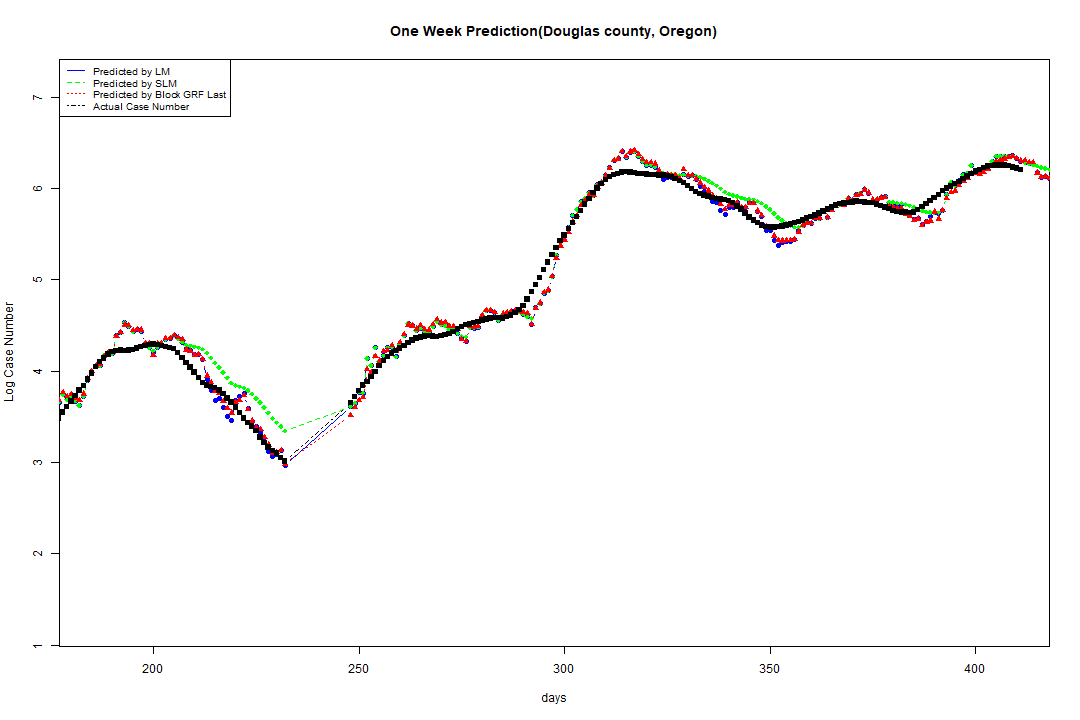 One Week Prediction(Douglas county, Oregon)
Predicted by LM
Predicted by SLM
Predicted by Block GRF Last
Actual Case Number
7
6
5
4
3
2
1
Log Case Number
200 250 300 350 400
days